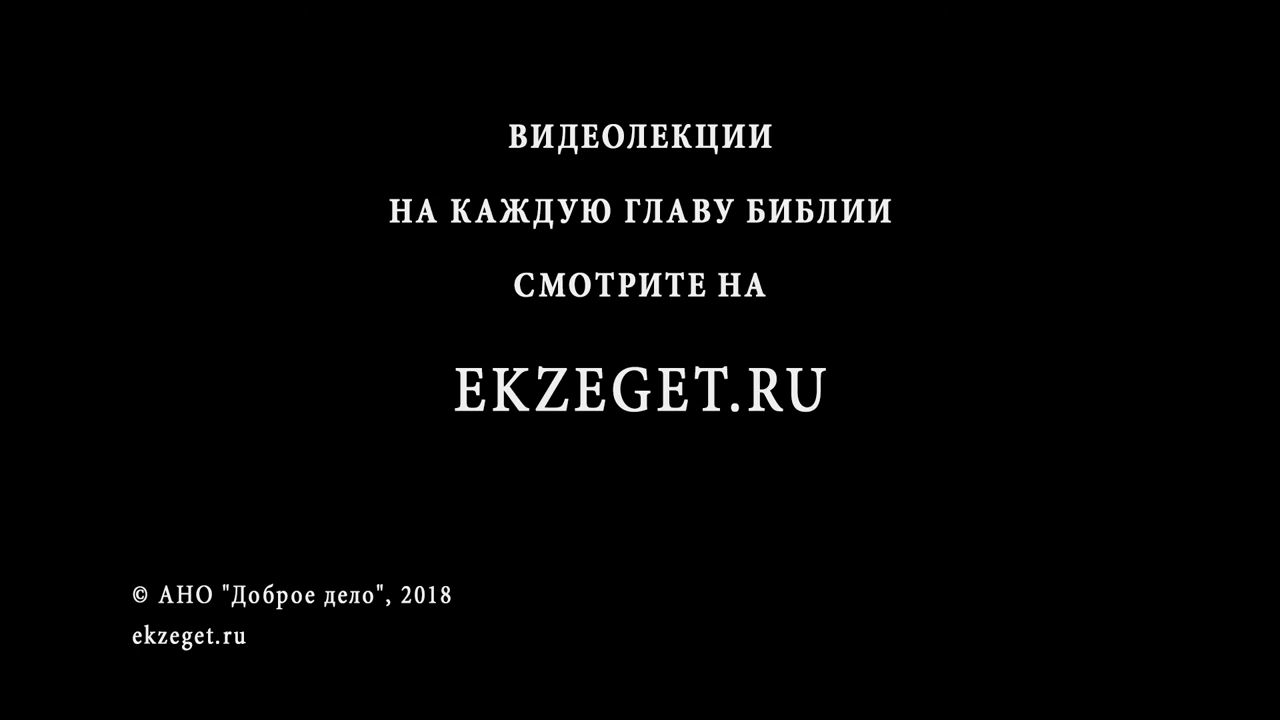 ВИДЕОЛЕКЦИИ
НА КАЖДУЮ ГЛАВУ БИБЛИИ
СМОТРИТЕ НА
EKZEGET.RU
© АНО "Доброе дело", 2018
ekzeget.ru